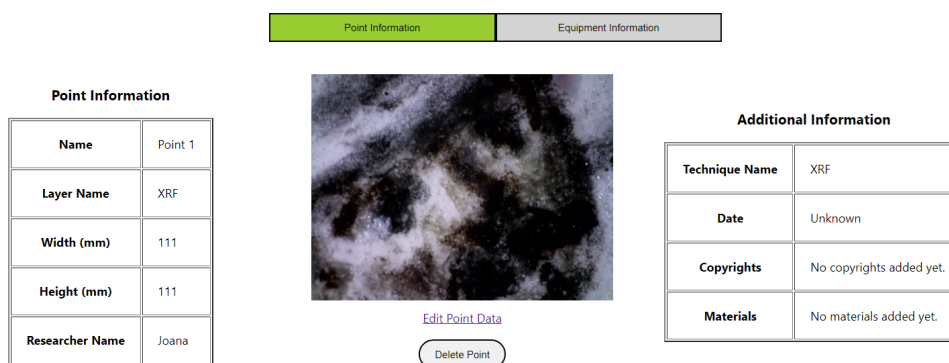 Point Information
Equipment Information
Point Information
Name Point 1
Layer Name XRF
Width (mm) 111
Height (mm) 111
Researcher Name Joana
Edit Point Data
Delete Point
Additional Information
Technique Name XRF
Date Unknown
Copyrights No copyrights added yet.
Materials No materials added yet.